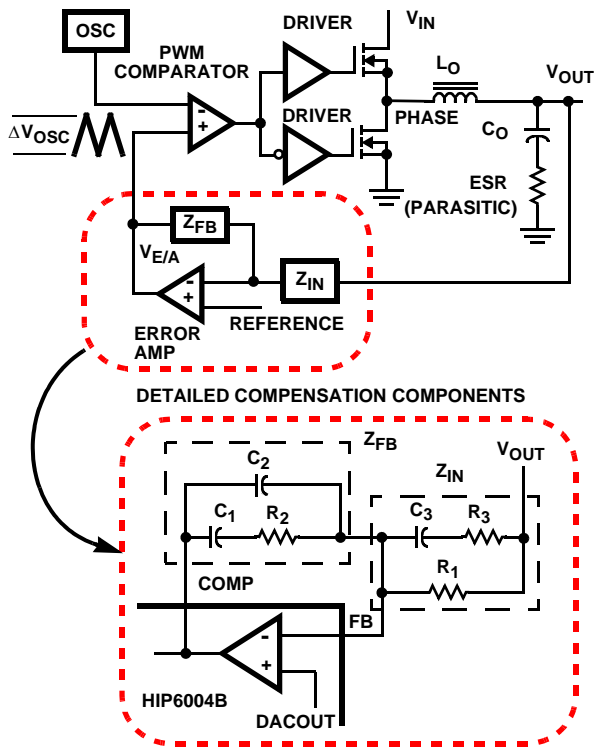 OSC
PWM
COMPARATOR
DRIVER
VIN
LO
VOUT
ΔVOSC
- +
DRIVER
PHASE
CO
ESR
(PARASITIC)
ZFB
VE/A
ZIN
- +
REFERENCE
ERROR
AMP
DETAILED COMPENSATION COMPONENTS
ZFB
VOUT
C2
ZIN
C1
R2
C3
R3
COMP
R1
FB
- +
HIP6004B
DACOUT